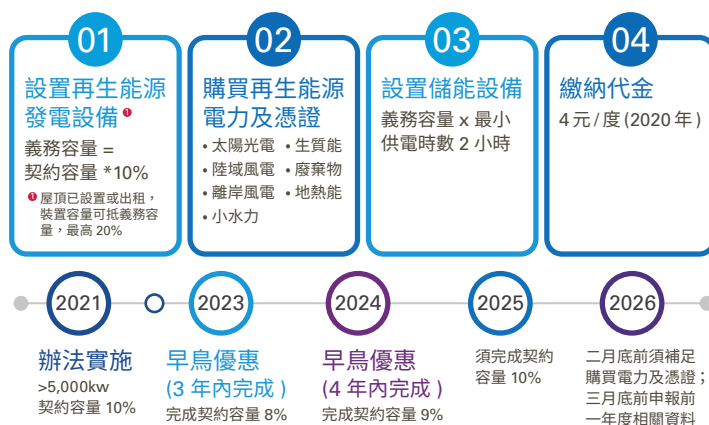 01
設置再生能源
發電設備❶
義務容量 =
契約容量 *10%
❶ 屋頂已設置或出租，
裝置容量可抵義務容
量，最高 20%
02
購買再生能源
電力及憑證
• 太陽光電 • 生質能
• 陸域風電 • 廢棄物
• 離岸風電 • 地熱能
• 小水力
03
設置儲能設備
義務容量 x 最小
供電時數 2 小時
04
繳納代金
4 元 / 度 (2020 年 )
2021
辦法實施
>5,000kw
契約容量 10%
2023
早鳥優惠
(3 年內完成 )
完成契約容量 8%
2024
早鳥優惠
(4 年內完成 )
完成契約容量 9%
2025
須完成契約
容量 10%
2026
二月底前須補足
購買電力及憑證；
三月底前申報前
一年度相關資料